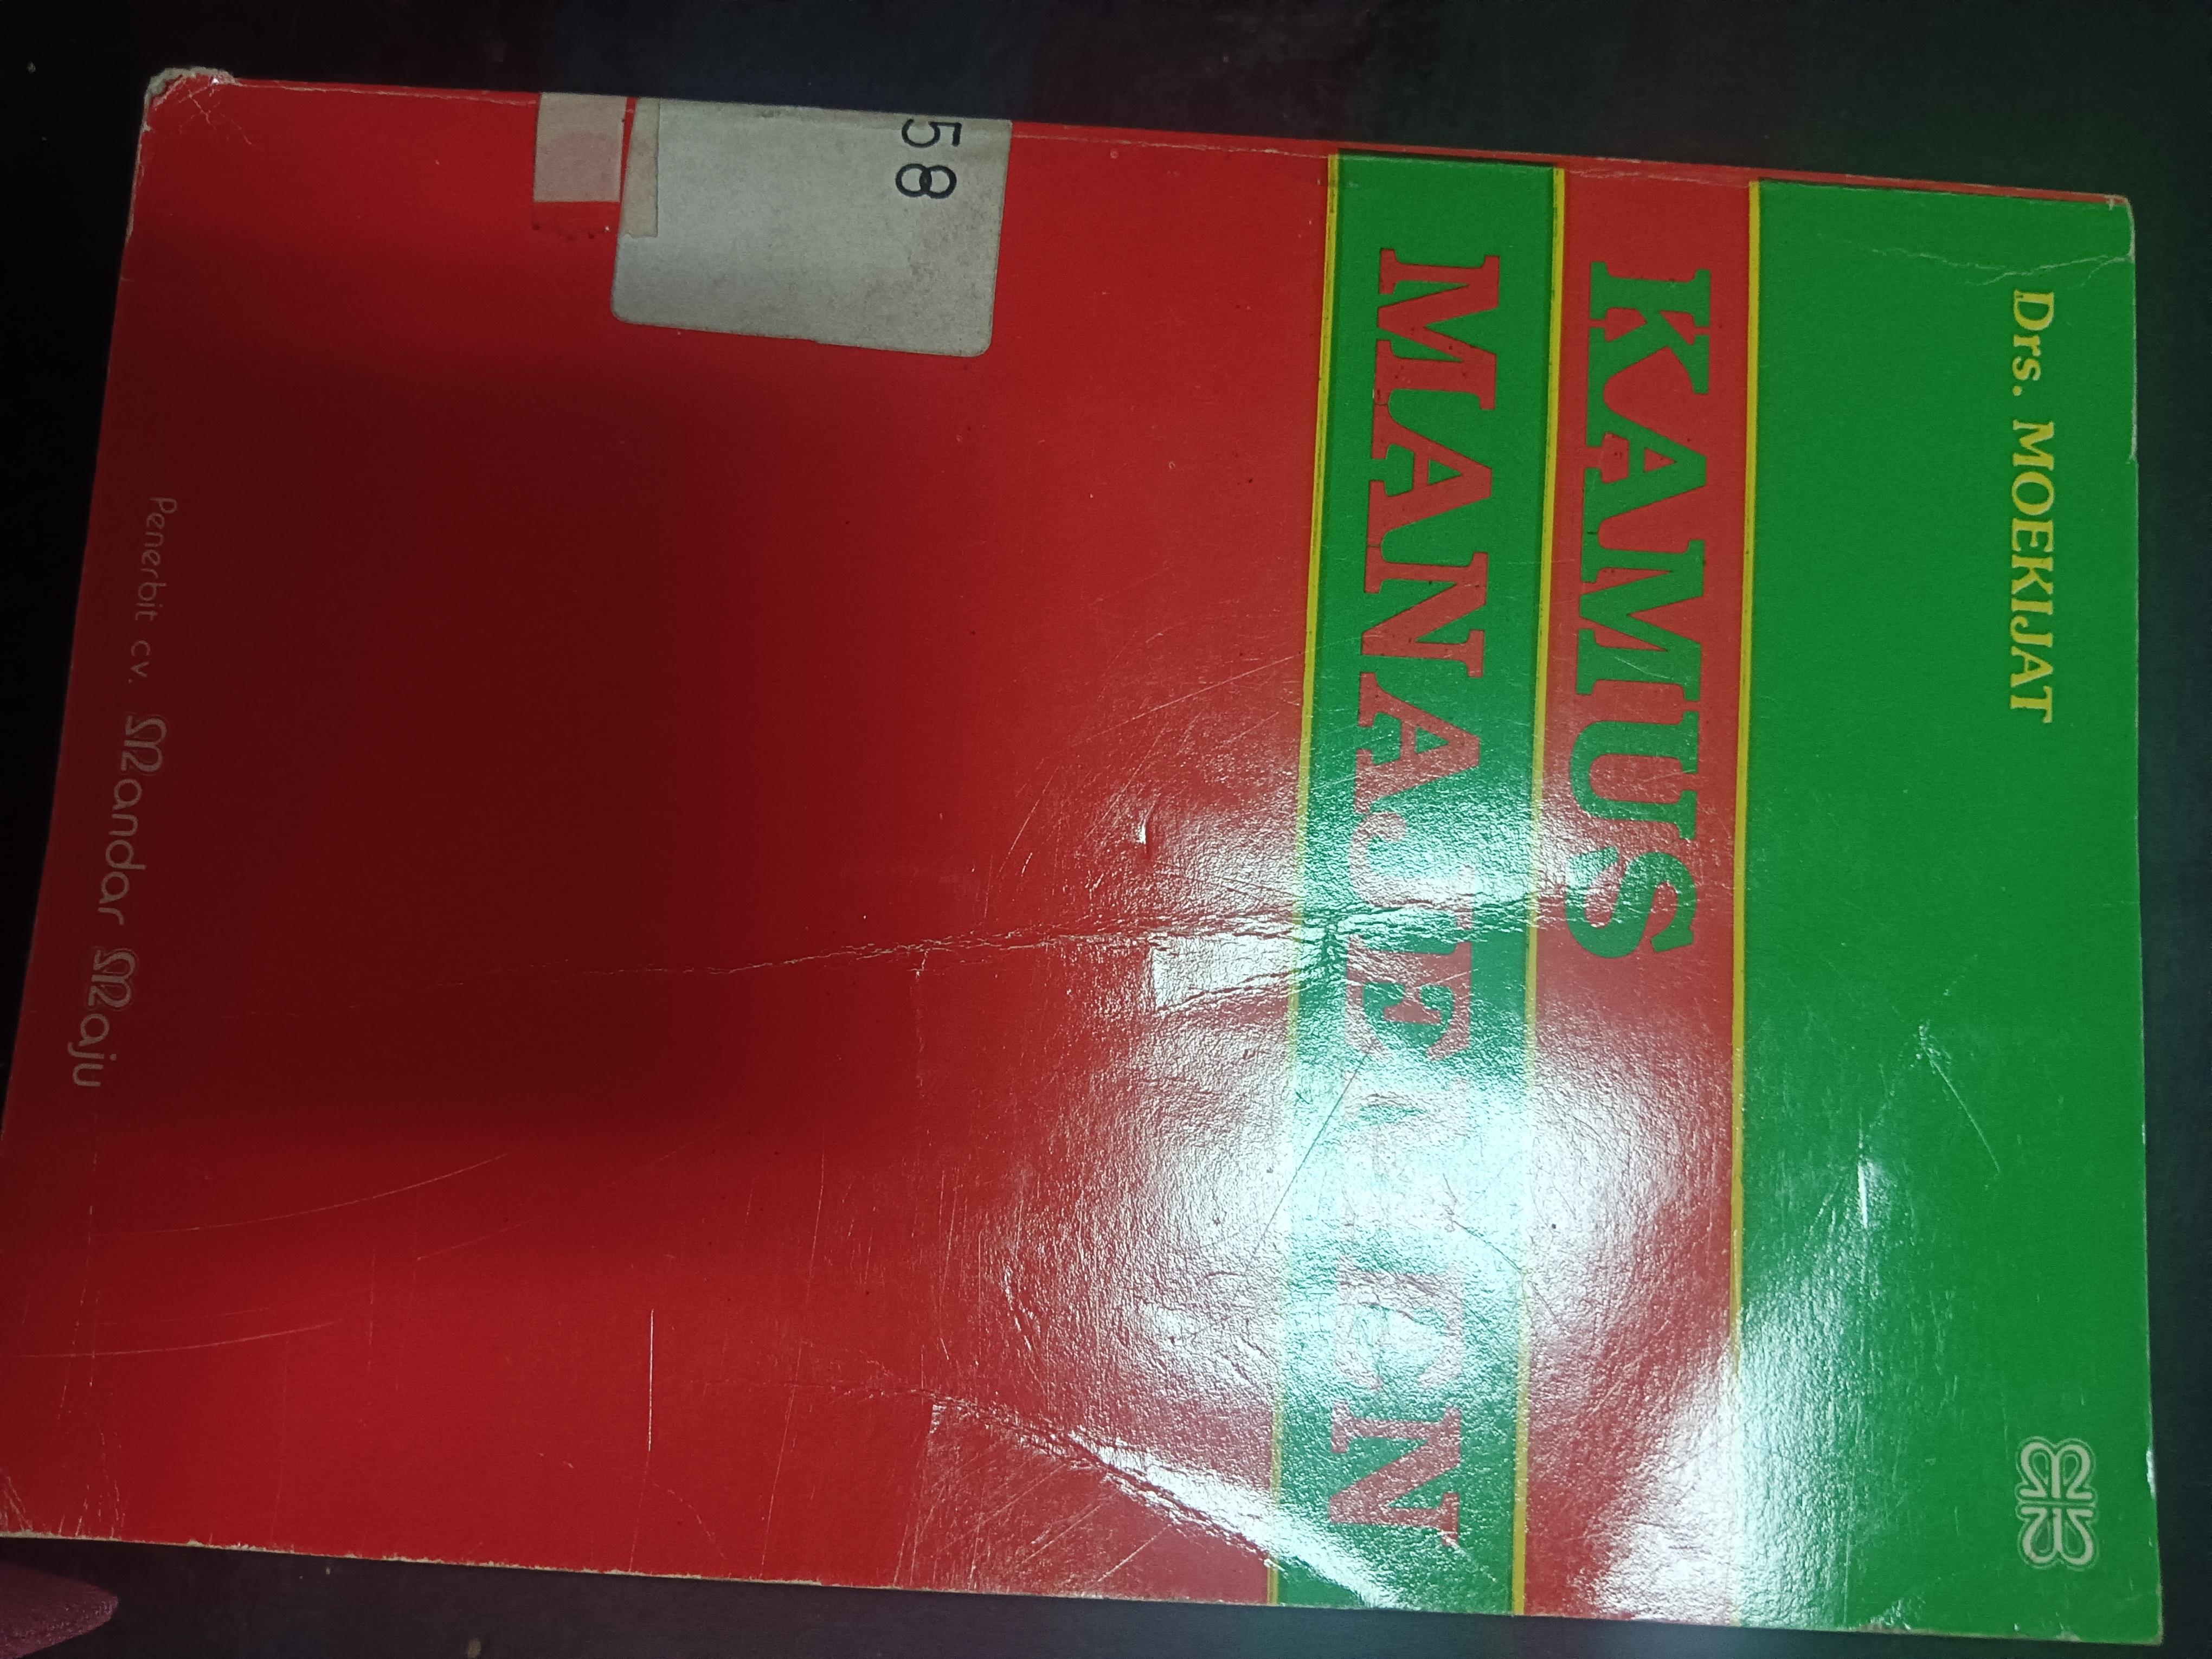 Drs. MOEKIJAT
KAMUS
MANAJEMEN
58
Penerbit cv. Mandar Maju